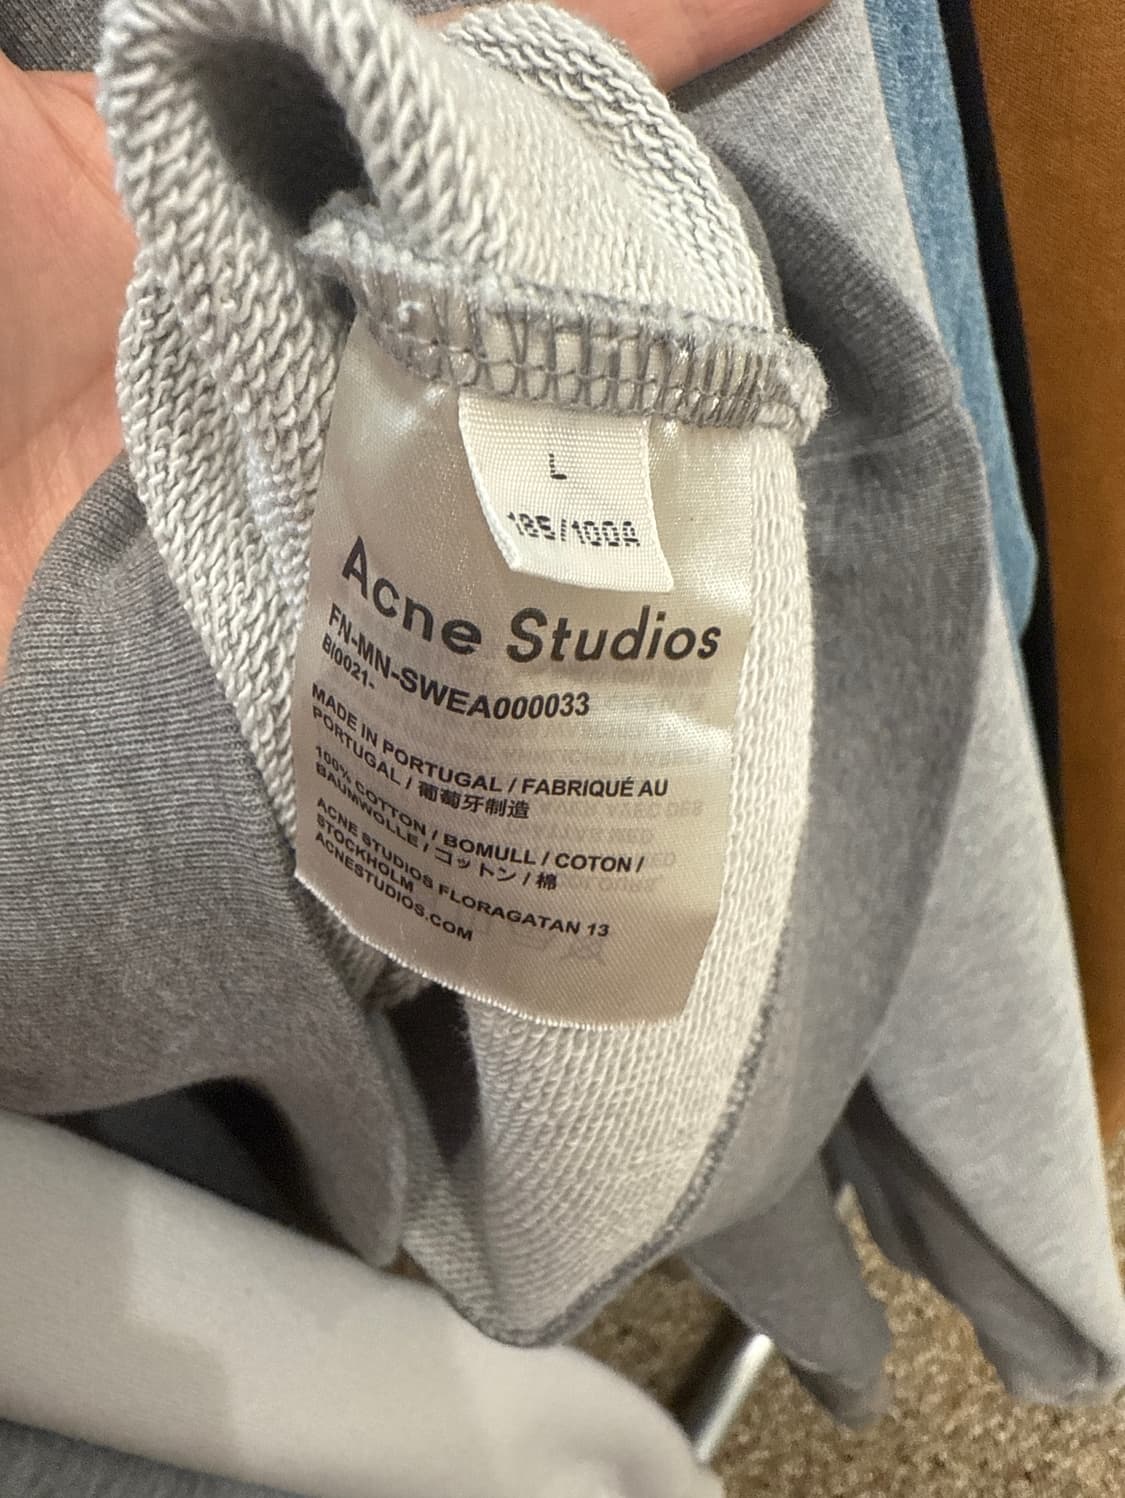 L
185/100A
Acne Studios
FN-MN-SWEA000033
BI0021-
MADE IN PORTUGAL / FABRIQUÉ AU
PORTUGAL / 葡萄牙制造
100% COTTON / BOMULL / COTON /
BAUMWOLLE / コットン / 棉
ACNE STUDIOS FLORAGATAN 13
STOCKHOLM
ACNESTUDIOS.COM